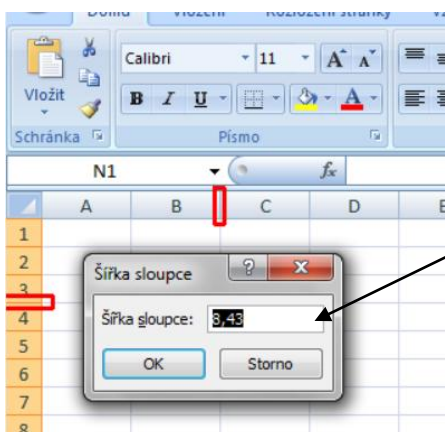 Domů Vložení Rozložení stránky
Calibri 11 A A
Vložit B I U A
Schránka Písmo
N1 fx
A B C D E
1
2
3
4
5
6
7
8
Šířka sloupce ?
Šířka sloupce: 8,43
OK Storno